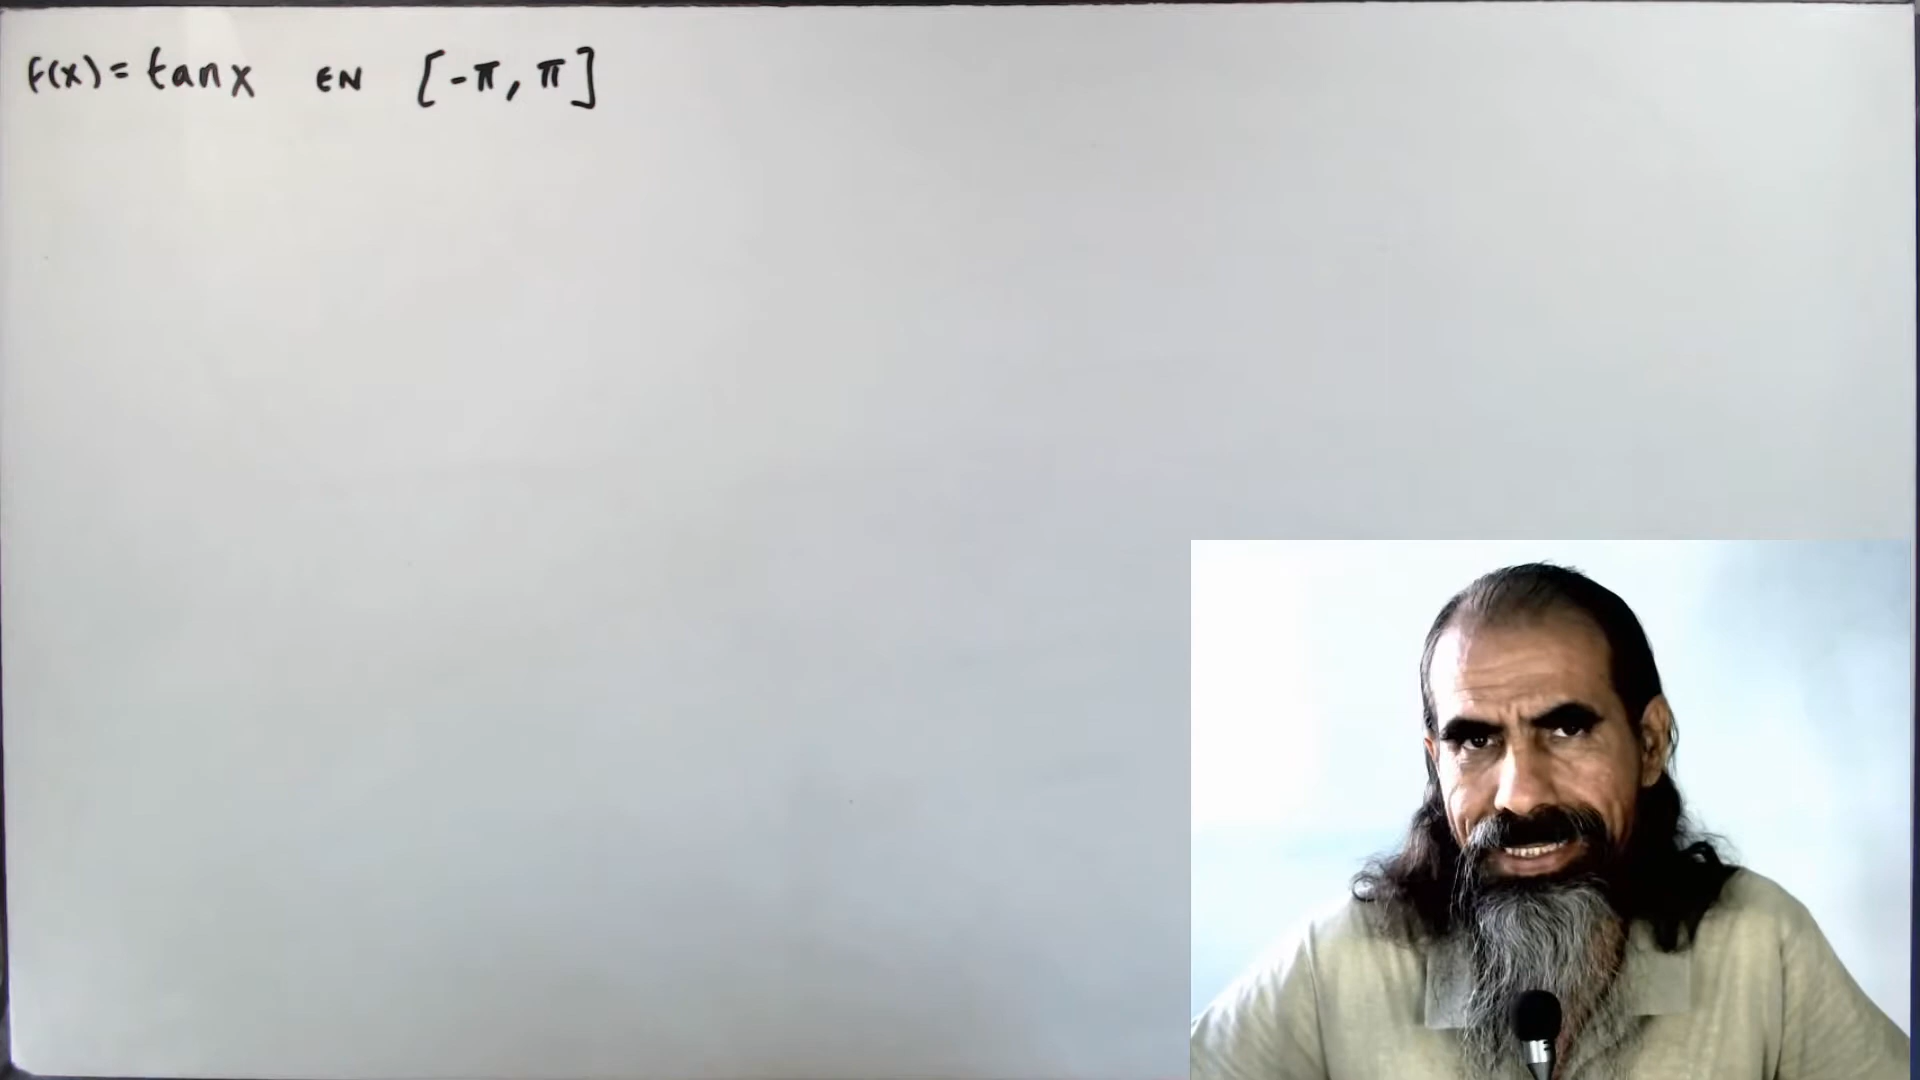 f(x) = tan x EN [-π, π]